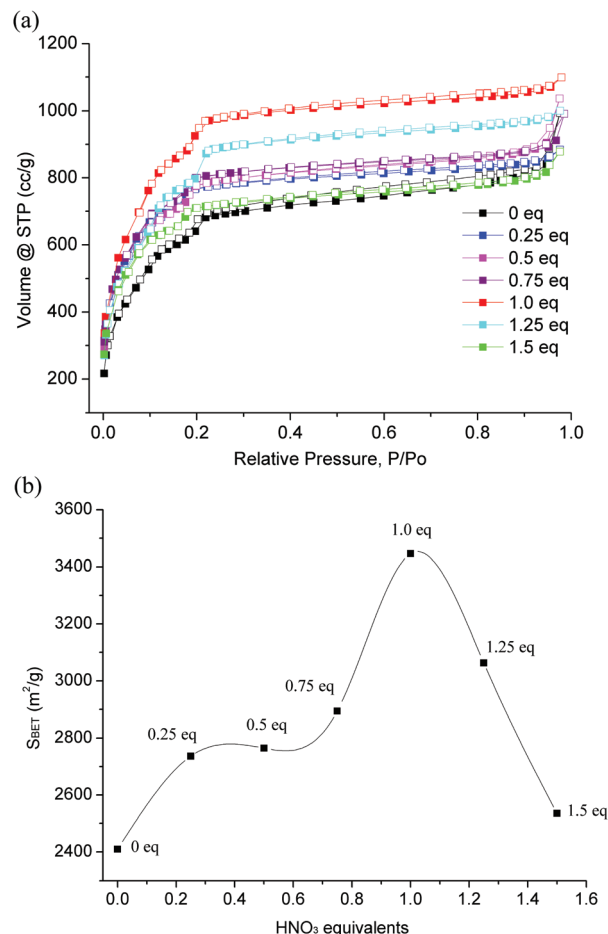 (a)
Volume @ STP (cc/g)
1200
1000
800
600
400
200
0.0 0.2 0.4 0.6 0.8 1.0
Relative Pressure, P/Po
0 eq
0.25 eq
0.5 eq
0.75 eq
1.0 eq
1.25 eq
1.5 eq
(b)
SBET (m²/g)
3600
3400
3200
3000
2800
2600
2400
1.0 eq
1.25 eq
0.75 eq
0.25 eq
0.5 eq
1.5 eq
0 eq
0.0 0.2 0.4 0.6 0.8 1.0 1.2 1.4 1.6
HNO₃ equivalents